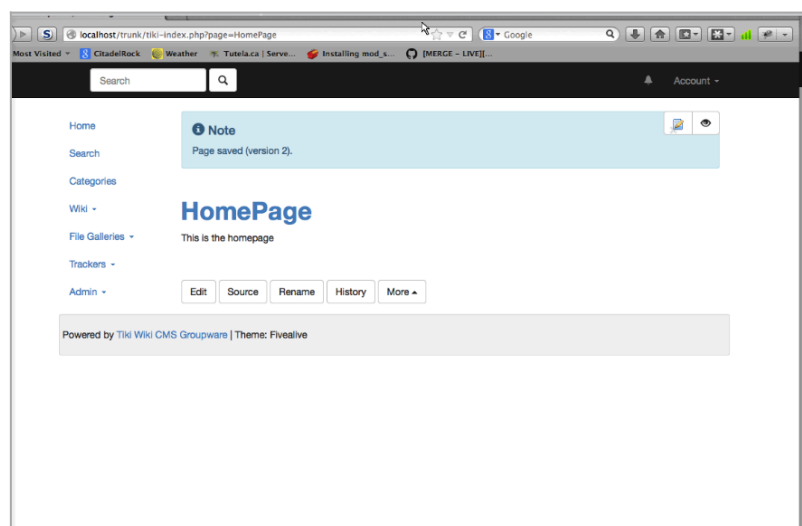 localhost/trunk/tiki-index.php?page=HomePage
Google
Most Visited
CitadelRock
Weather
Tutela.ca | Serve...
Installing mod_s...
[MERGE - LIVE][...
Search
Account
Home
Search
Categories
Wiki
File Galleries
Trackers
Admin
Note
Page saved (version 2).
HomePage
This is the homepage
Edit
Source
Rename
History
More
Powered by Tiki Wiki CMS Groupware | Theme: Fivealive